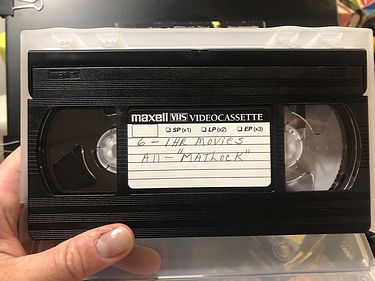 maxell VHS VIDEOCASSETTE
SP (x1) LP (x2) EP (x3)
6 - 1HR MOVIES
All - "MATLOCK"